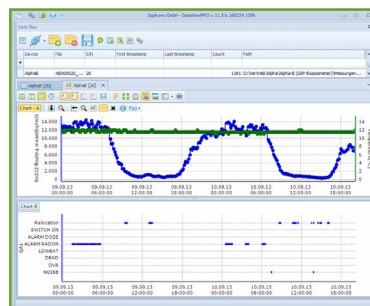 Saphymo GmbH - DataViewPRO
Data files
Device S/N First timestamp Last timestamp Count Path
AlphaE 20 1191
AlphaE [20] AlphaE [20]
Chart-A
14.000
12.000
10.000
8.000
6.000
4.000
2.000
0
14
12
10
8
6
4
2
0
09.09.13 09.09.13 09.09.13 09.09.13 10.09.13 10.09.13 10.09.13 10.09.13
00:00:00 06:00:00 12:00:00 18:00:00 00:00:00 06:00:00 12:00:00 18:00:00
Chart-B
Relocation
SWITCH ON
ALARM DOSE
ALARM RADON
LOWBAT
DEAD
OVR
NOISE
09.09.13 09.09.13 09.09.13 09.09.13 10.09.13 10.09.13 10.09.13 10.09.13
00:00:00 06:00:00 12:00:00 18:00:00 00:00:00 06:00:00 12:00:00 18:00:00